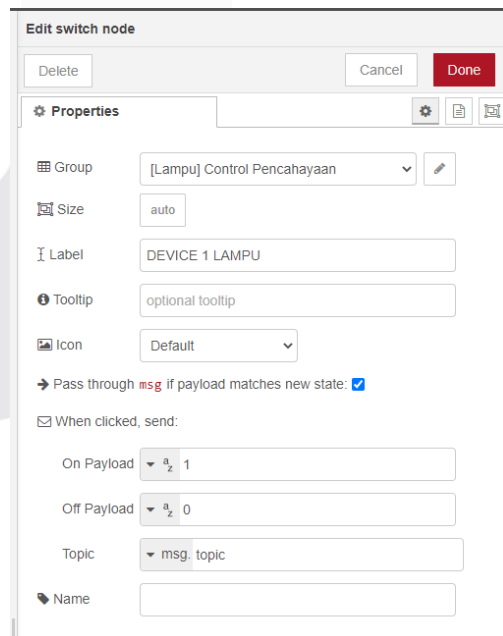 Edit switch node
Delete Cancel Done
Properties
Group [Lampu] Control Pencahayaan
Size auto
Label DEVICE 1 LAMPU
Tooltip optional tooltip
Icon Default
Pass through msg if payload matches new state:
When clicked, send:
On Payload az 1
Off Payload az 0
Topic msg. topic
Name